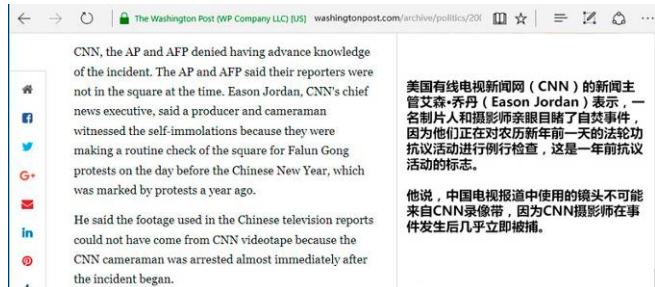 The Washington Post (WP Company LLC) [US] washingtonpost.com/archive/politics/200
CNN, the AP and AFP denied having advance knowledge
of the incident. The AP and AFP said their reporters were
not in the square at the time. Eason Jordan, CNN's chief
news executive, said a producer and cameraman
witnessed the self-immolations because they were
making a routine check of the square for Falun Gong
protests on the day before the Chinese New Year, which
was marked by protests a year ago.
He said the footage used in the Chinese television reports
could not have come from CNN videotape because the
CNN cameraman was arrested almost immediately after
the incident began.
美国有线电视新闻网（CNN）的新闻主
管艾森•乔丹（Eason Jordan）表示，一
名制片人和摄影师亲眼目睹了自焚事件，
因为他们正在对农历新年前一天的法轮功
抗议活动进行例行检查，这是一年前抗议
活动的标志。
他说，中国电视报道中使用的镜头不可能
来自CNN录像带，因为CNN摄影师在事
件发生后几乎立即被捕。